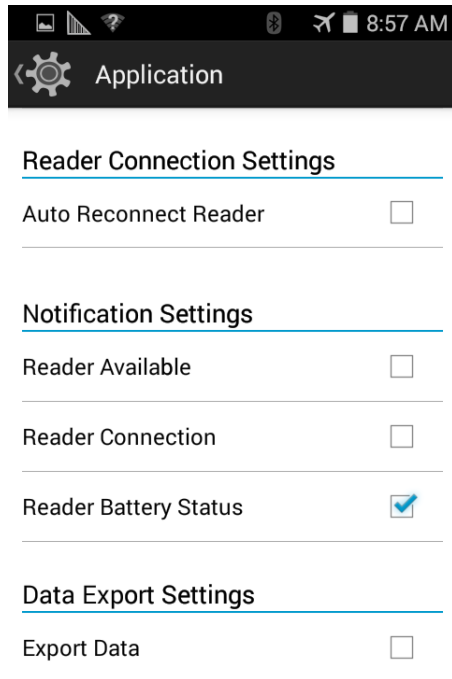 8:57 AM
Application
Reader Connection Settings
Auto Reconnect Reader
Notification Settings
Reader Available
Reader Connection
Reader Battery Status
Data Export Settings
Export Data